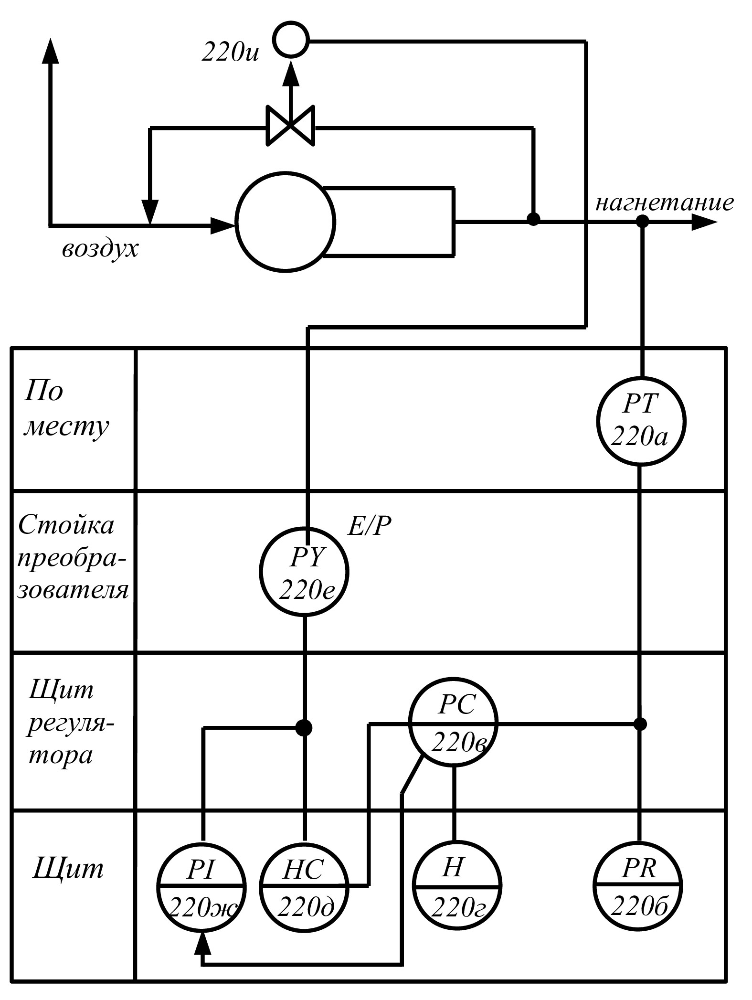 220и
нагнетание
воздух
По
месту
PT
220а
Стойка
преобра-
зователя
E/P
PY
220е
Щит
регуля-
тора
PC
220в
Щит
PI
220ж
HC
220д
H
220г
PR
220б